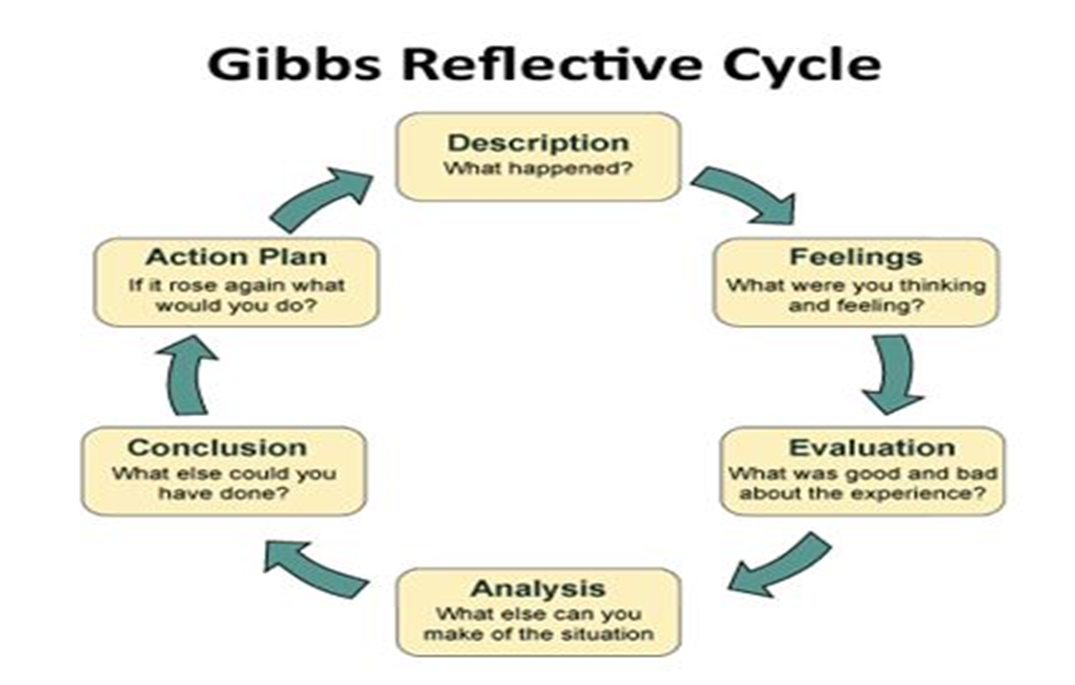 Gibbs Reflective Cycle
Description
What happened?
Feelings
What were you thinking
and feeling?
Evaluation
What was good and bad
about the experience?
Analysis
What else can you
make of the situation
Conclusion
What else could you
have done?
Action Plan
If it rose again what
would you do?